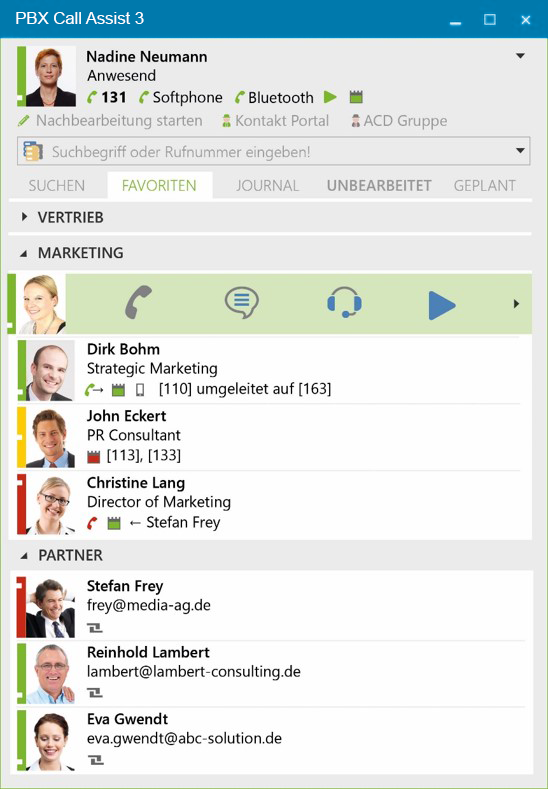 PBX Call Assist 3
Nadine Neumann
Anwesend
131 Softphone Bluetooth
Nachbearbeitung starten Kontakt Portal ACD Gruppe
Suchbegriff oder Rufnummer eingeben!
SUCHEN FAVORITEN JOURNAL UNBEARBEITET GEPLANT
VERTRIEB
MARKETING
Dirk Bohm
Strategic Marketing
[110] umgeleitet auf [163]
John Eckert
PR Consultant
[113], [133]
Christine Lang
Director of Marketing
← Stefan Frey
PARTNER
Stefan Frey
frey@media-ag.de
Reinhold Lambert
lambert@lambert-consulting.de
Eva Gwendt
eva.gwendt@abc-solution.de